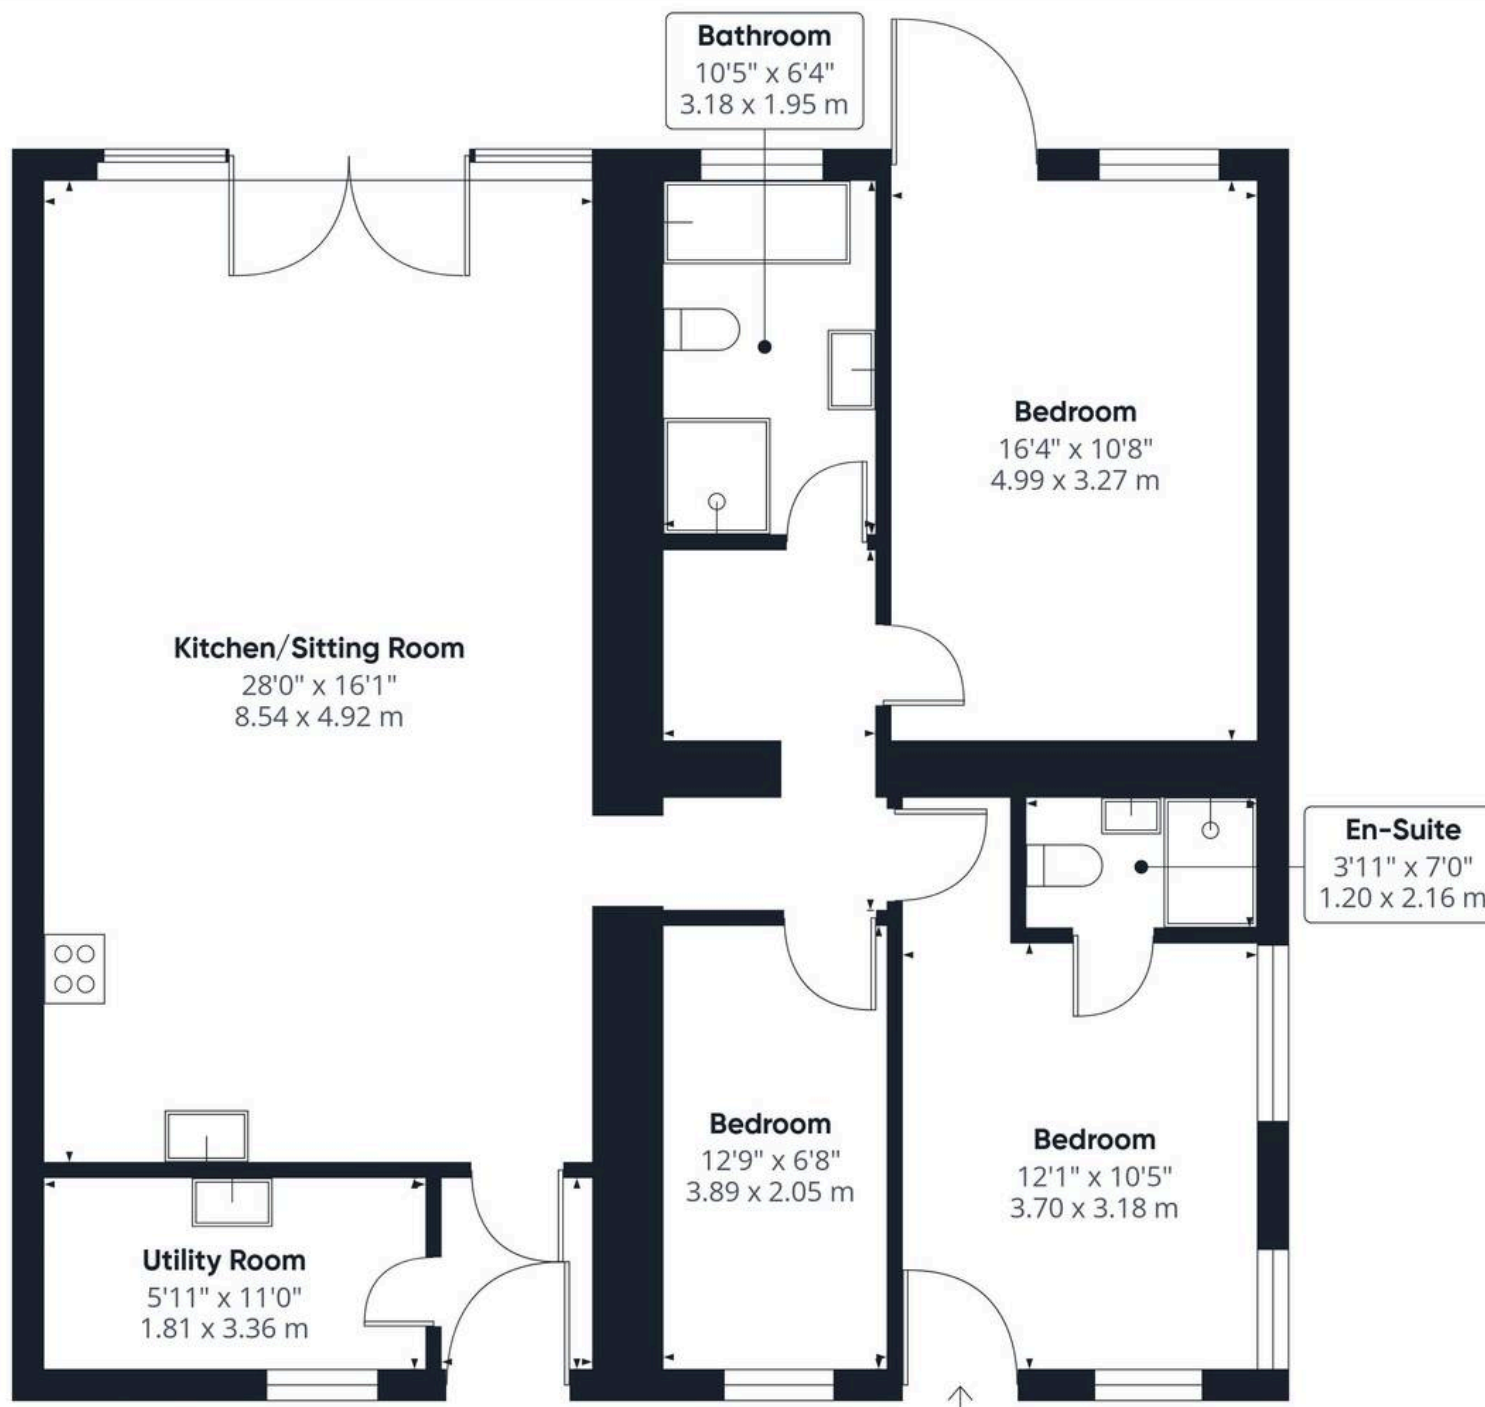 Bathroom
10'5" x 6'4"
3.18 x 1.95 m
Bedroom
16'4" x 10'8"
4.99 x 3.27 m
Kitchen/Sitting Room
28'0" x 16'1"
8.54 x 4.92 m
En-Suite
3'11" x 7'0"
1.20 x 2.16 m
Bedroom
12'9" x 6'8"
3.89 x 2.05 m
Bedroom
12'1" x 10'5"
3.70 x 3.18 m
Utility Room
5'11" x 11'0"
1.81 x 3.36 m